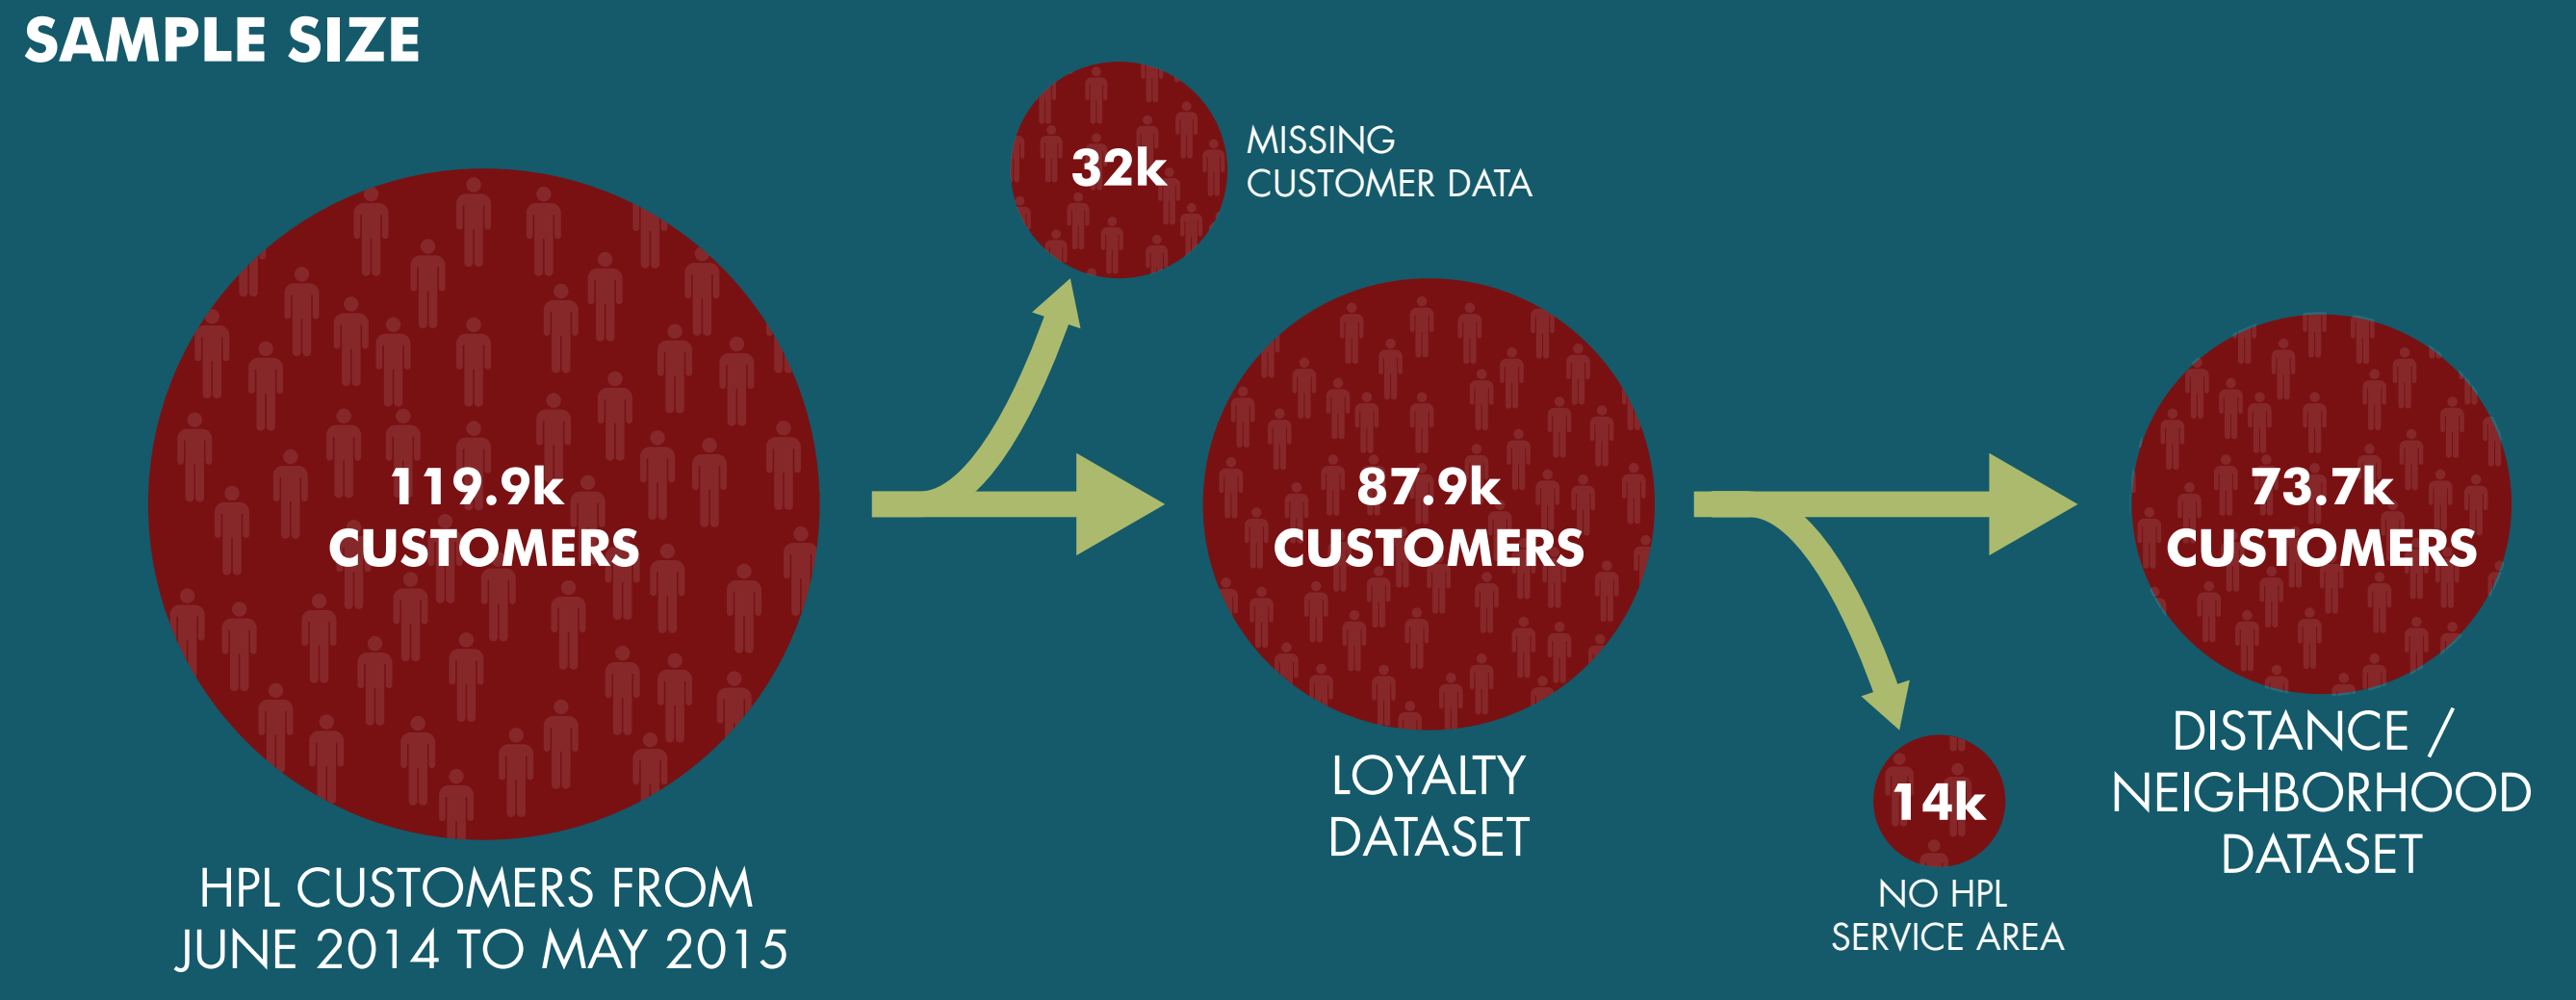 SAMPLE SIZE
32k
MISSING
CUSTOMER DATA
119.9k
CUSTOMERS
HPL CUSTOMERS FROM
JUNE 2014 TO MAY 2015
87.9k
CUSTOMERS
LOYALTY
DATASET
14k
NO HPL
SERVICE AREA
73.7k
CUSTOMERS
DISTANCE /
NEIGHBORHOOD
DATASET